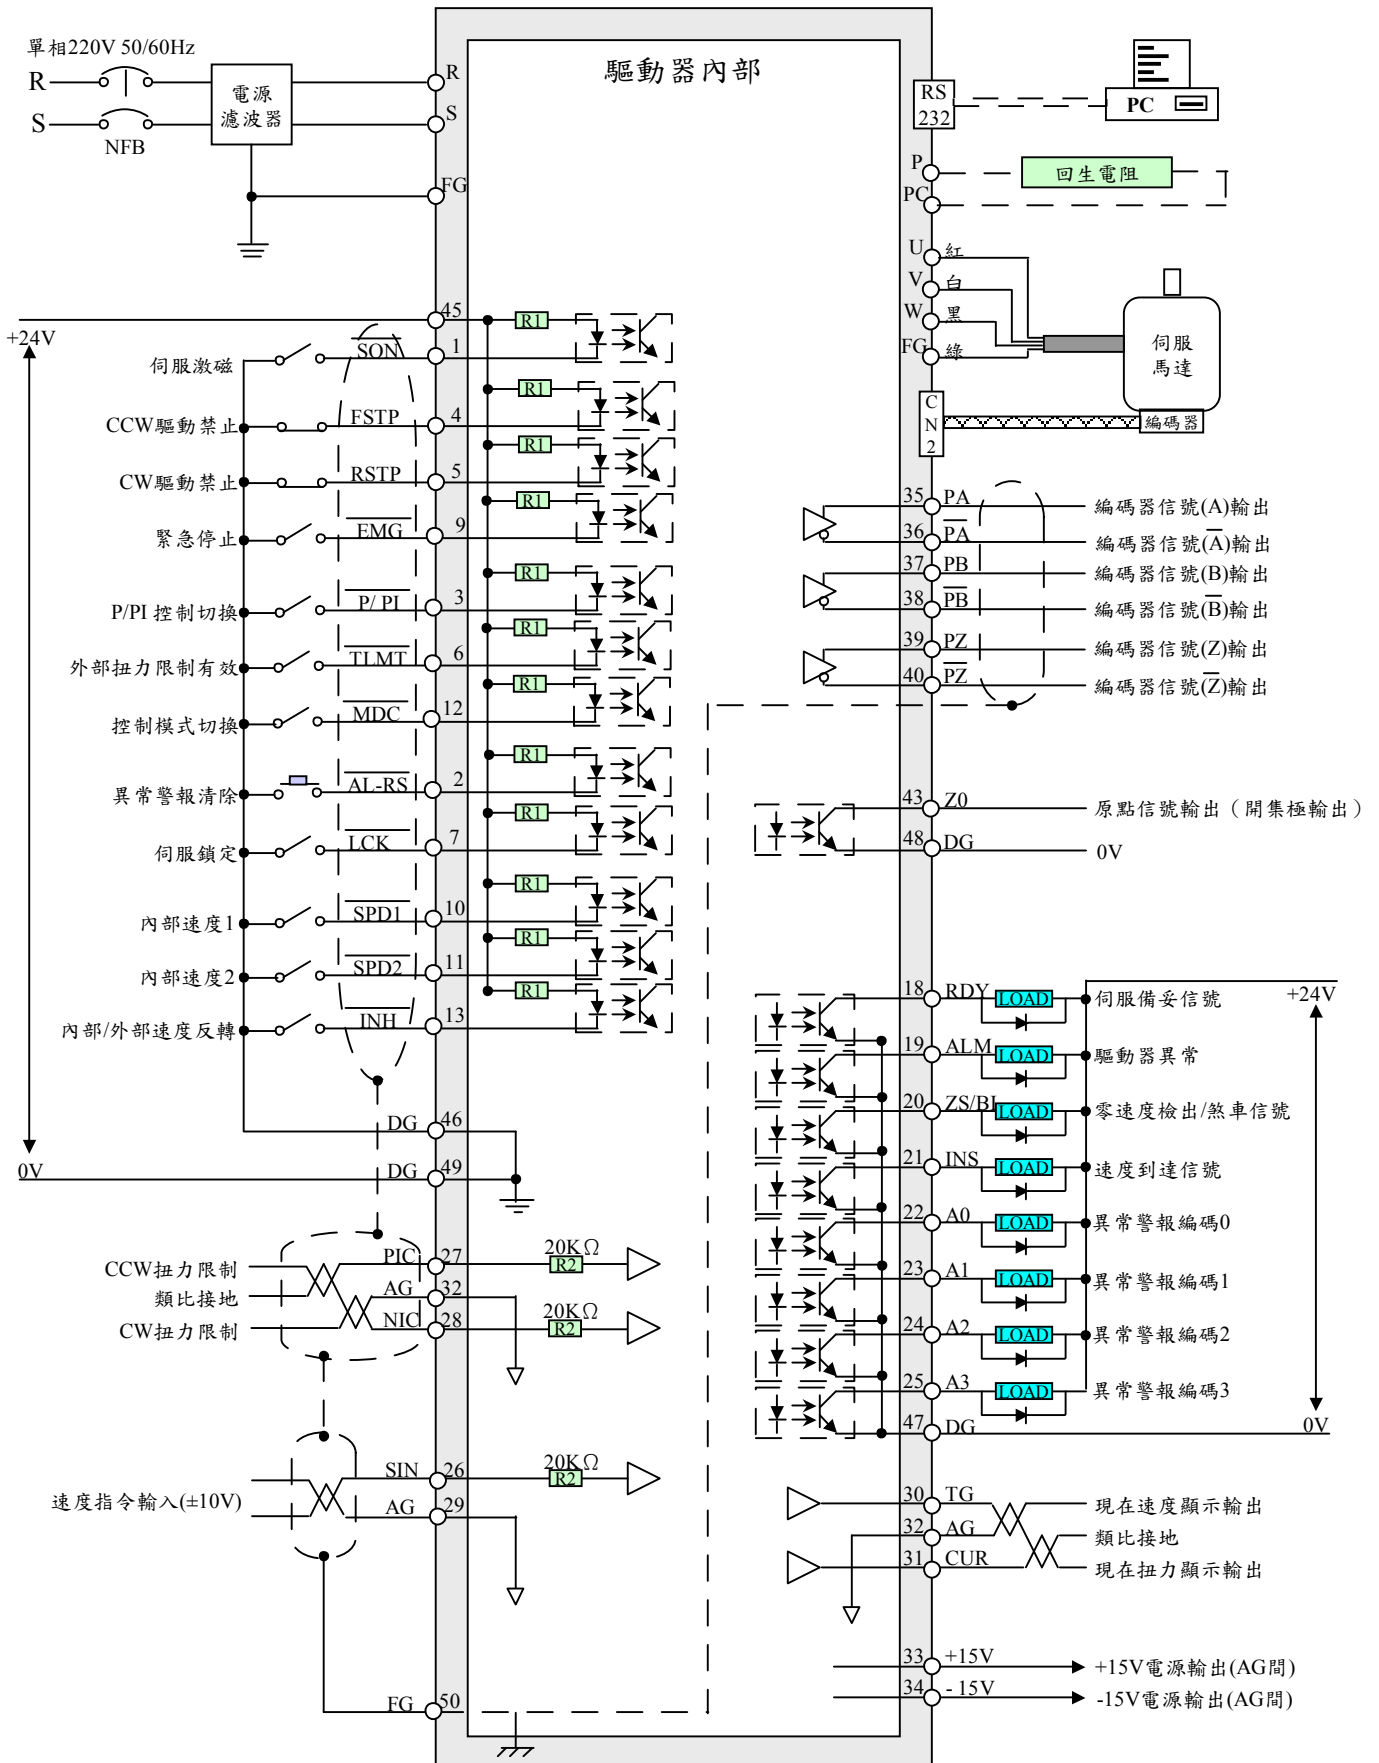 單相220V 50/60Hz
R
S
NFB
電源
濾波器
R
S
FG
驅動器內部
RS
232
PC
P
PC
回生電阻
U 紅
V 白
W 黑
FG 綠
伺服
馬達
C
N
2
編碼器
+24V
0V
45 R1
伺服激磁 SON 1
CCW驅動禁止 FSTP 4 R1
CW驅動禁止 RSTP 5 R1
緊急停止 EMG 9 R1
P/PI 控制切換 P/ PI 3 R1
外部扭力限制有效 TLMT 6 R1
控制模式切換 MDC 12 R1
異常警報清除 AL-RS 2 R1
伺服鎖定 LCK 7 R1
內部速度1 SPD1 10 R1
內部速度2 SPD2 11 R1
內部/外部速度反轉 INH 13 R1
DG 46
DG 49
CCW扭力限制 PIC 27 20KΩ R2
類比接地 AG 32
CW扭力限制 NIC 28 20KΩ R2
速度指令輸入(±10V) SIN 26 20KΩ R2
AG 29
FG 50
35 PA 編碼器信號(A)輸出
36 P̅A̅ 編碼器信號(A̅)輸出
37 PB 編碼器信號(B)輸出
38 P̅B̅ 編碼器信號(B̅)輸出
39 PZ 編碼器信號(Z)輸出
40 P̅Z̅ 編碼器信號(Z̅)輸出
43 Z0 原點信號輸出（開集極輸出）
48 DG 0V
18 RDY LOAD 伺服備妥信號 +24V
19 ALM LOAD 驅動器異常
20 ZS/BI LOAD 零速度檢出/煞車信號
21 INS LOAD 速度到達信號
22 A0 LOAD 異常警報編碼0
23 A1 LOAD 異常警報編碼1
24 A2 LOAD 異常警報編碼2
25 A3 LOAD 異常警報編碼3
47 DG 0V
30 TG 現在速度顯示輸出
32 AG 類比接地
31 CUR 現在扭力顯示輸出
33 +15V +15V電源輸出(AG間)
34 - 15V -15V電源輸出(AG間)